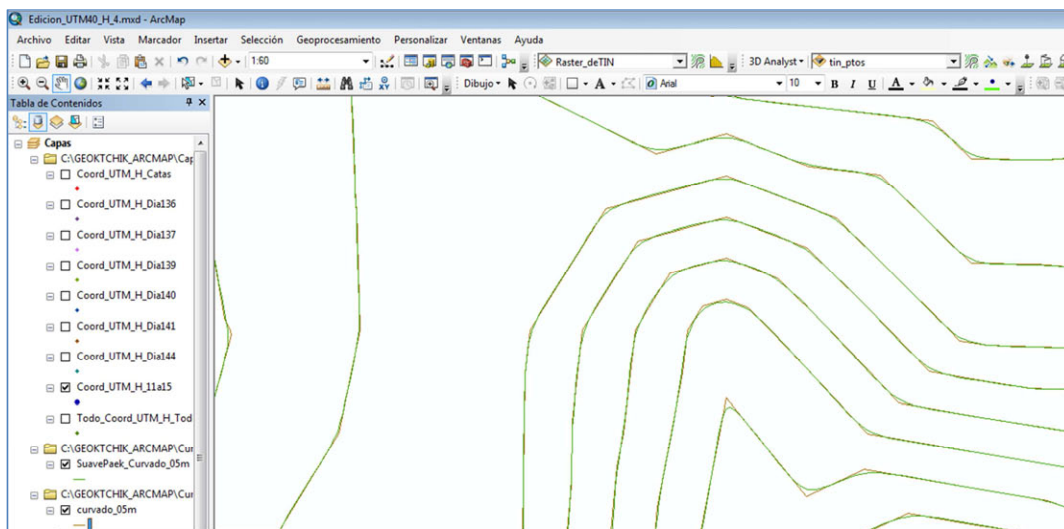 Edicion_UTM40_H_4.mxd - ArcMap
Archivo Editar Vista Marcador Insertar Selección Geoprocesamiento Personalizar Ventanas Ayuda
1:60 Raster_deTIN 3D Analyst tin_ptos
Dibujo A Arial 10 B I U A
Tabla de Contenidos
Capas
C:\GEOKTCHIK_ARCMAP\Cap
Coord_UTM_H_Catas
Coord_UTM_H_Dia136
Coord_UTM_H_Dia137
Coord_UTM_H_Dia139
Coord_UTM_H_Dia140
Coord_UTM_H_Dia141
Coord_UTM_H_Dia144
Coord_UTM_H_11a15
Todo_Coord_UTM_H_Tod
C:\GEOKTCHIK_ARCMAP\Cur
SuavePaek_Curvado_05m
C:\GEOKTCHIK_ARCMAP\Cur
curvado_05m